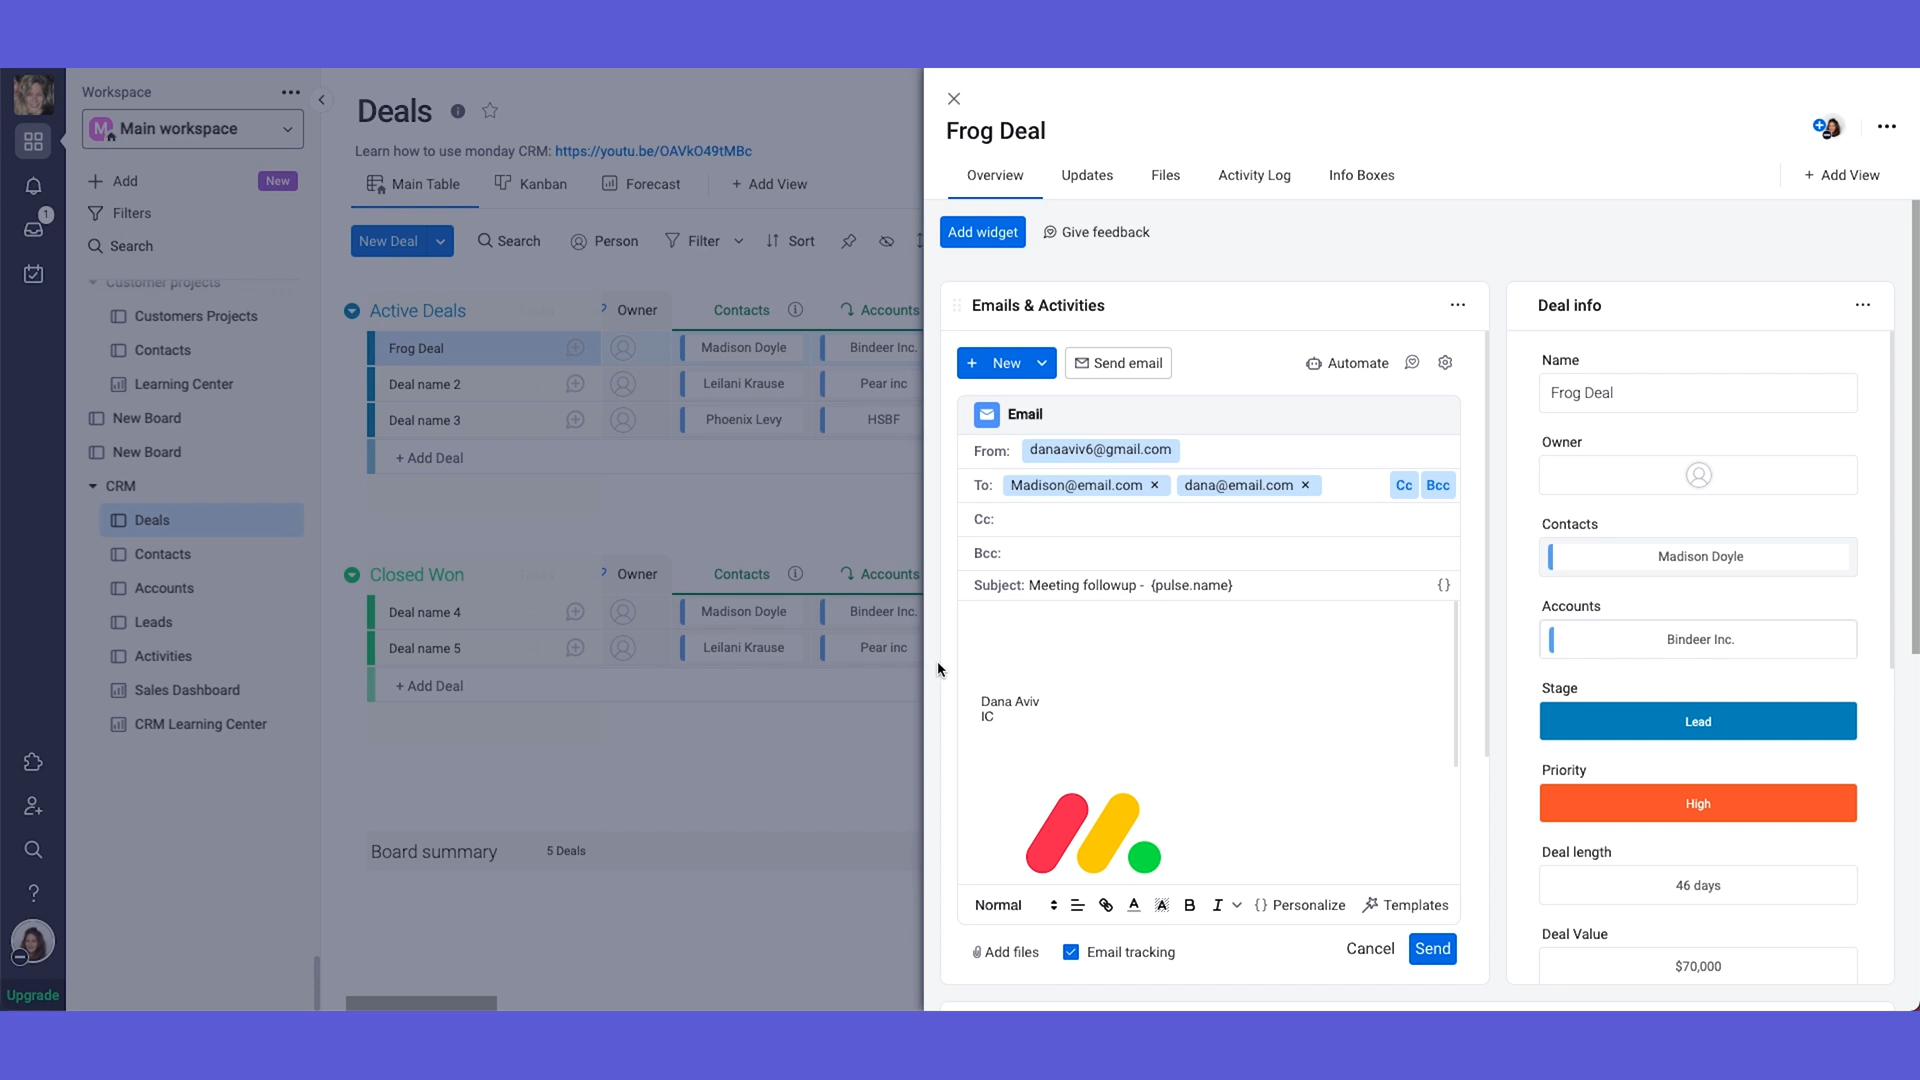 Workspace
M Main workspace
Add New
Filters
Search
Customer projects
Customers Projects
Contacts
Learning Center
New Board
New Board
CRM
Deals
Contacts
Accounts
Leads
Activities
Sales Dashboard
CRM Learning Center
1
?
Upgrade
Deals
Learn how to use monday CRM: https://youtu.be/OAVkO49tMBc
Main Table Kanban Forecast + Add View
New Deal Search Person Filter Sort
Active Deals Owner Contacts Accounts
Frog Deal Madison Doyle Bindeer Inc.
Deal name 2 Leilani Krause Pear inc
Deal name 3 Phoenix Levy HSBF
+ Add Deal
Closed Won Owner Contacts Accounts
Deal name 4 Madison Doyle Bindeer Inc.
Deal name 5 Leilani Krause Pear inc
+ Add Deal
Board summary 5 Deals
Frog Deal
Overview Updates Files Activity Log Info Boxes + Add View
Add widget Give feedback
Emails & Activities
+ New Send email Automate
Email
From: danaaviv6@gmail.com
To: Madison@email.com × dana@email.com × Cc Bcc
Cc:
Bcc:
Subject: Meeting followup - {pulse.name} {}
Dana Aviv
IC
Normal A A B I {} Personalize Templates
Add files Email tracking Cancel Send
Deal info
Name
Frog Deal
Owner
Contacts
Madison Doyle
Accounts
Bindeer Inc.
Stage
Lead
Priority
High
Deal length
46 days
Deal Value
$70,000